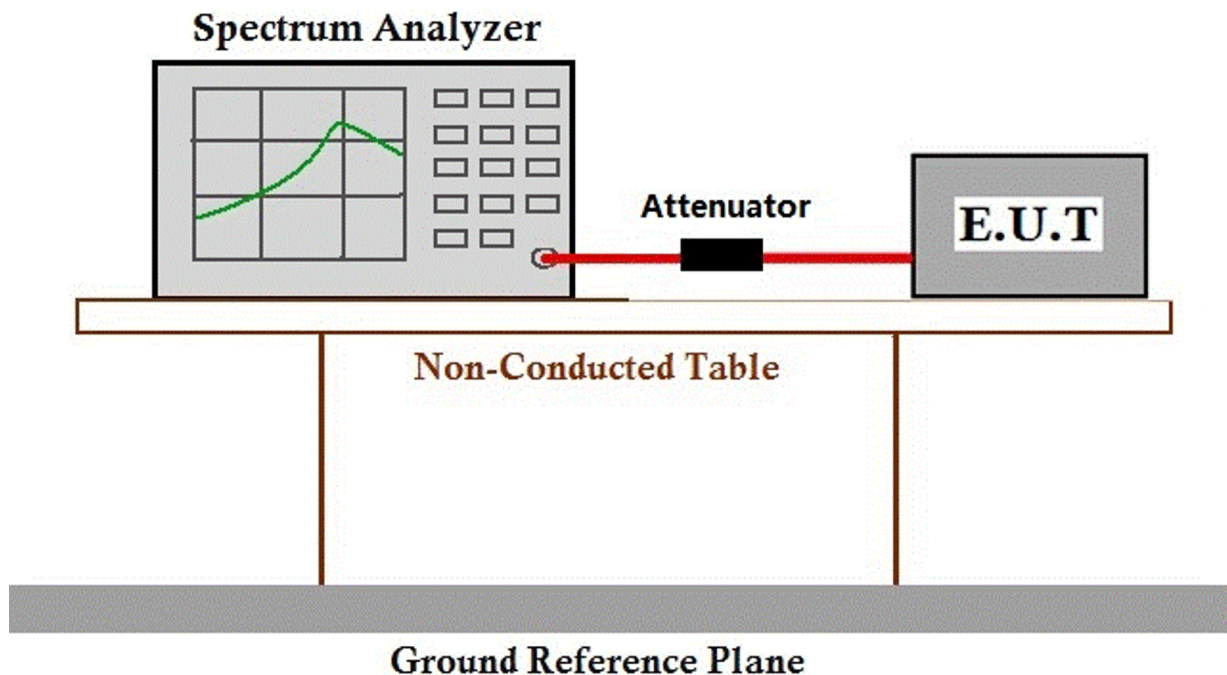 Spectrum Analyzer
Attenuator
E.U.T
Non-Conducted Table
Ground Reference Plane